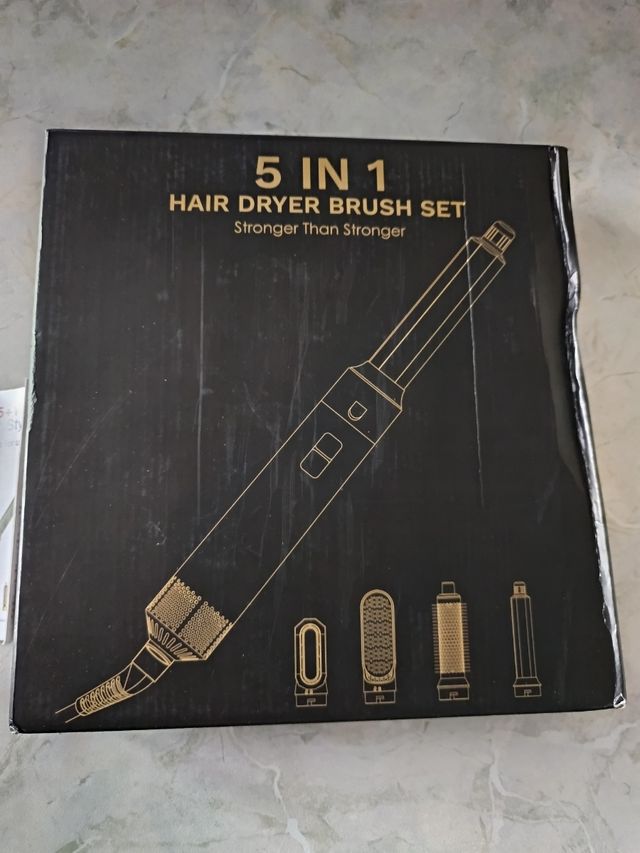 5 IN 1
HAIR DRYER BRUSH SET
Stronger Than Stronger